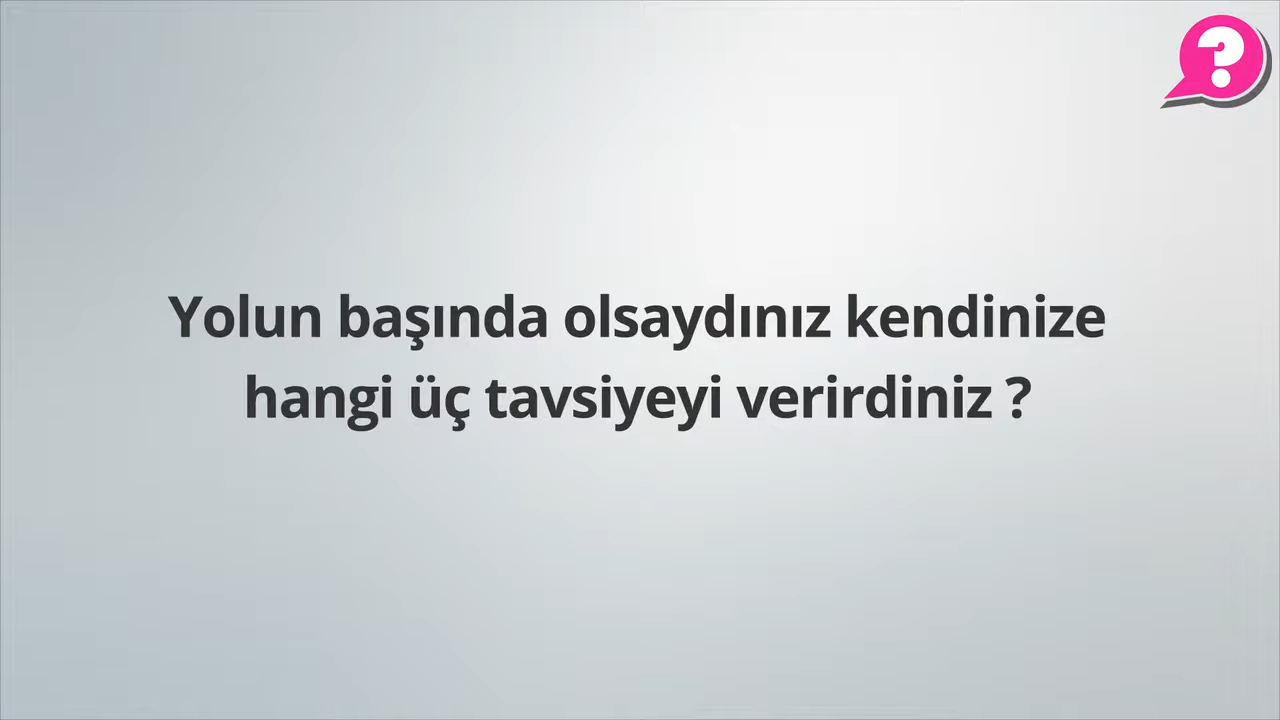 Yolun başında olsaydınız kendinize
hangi üç tavsiyeyi verirdiniz ?
?